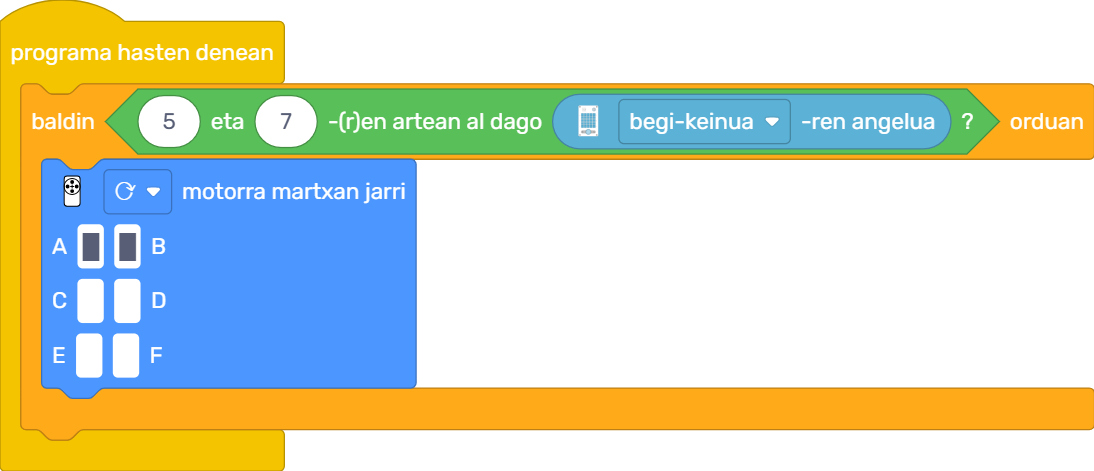 programa hasten denean
baldin 5 eta 7 -(r)en artean al dago begi-keinua -ren angelua ? orduan
motorra martxan jarri
A B
C D
E F